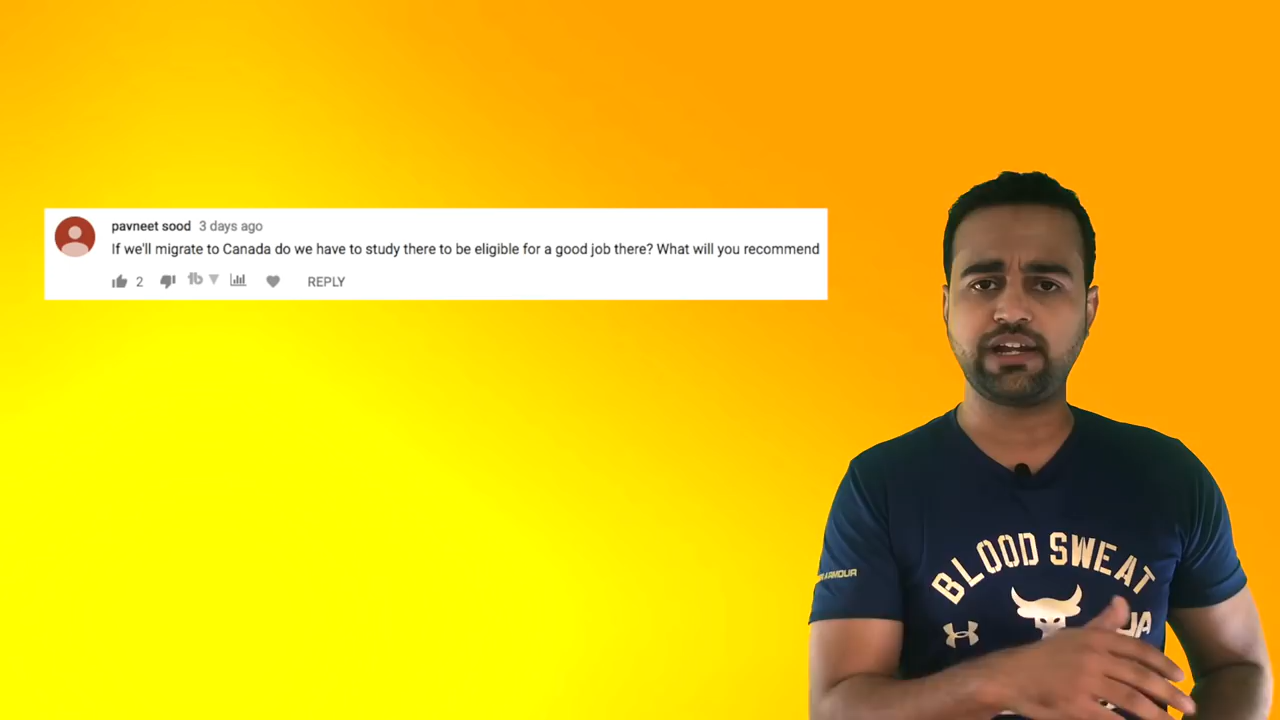 pavneet sood 3 days ago
If we'll migrate to Canada do we have to study there to be eligible for a good job there? What will you recommend
2 REPLY
BLOOD SWEAT